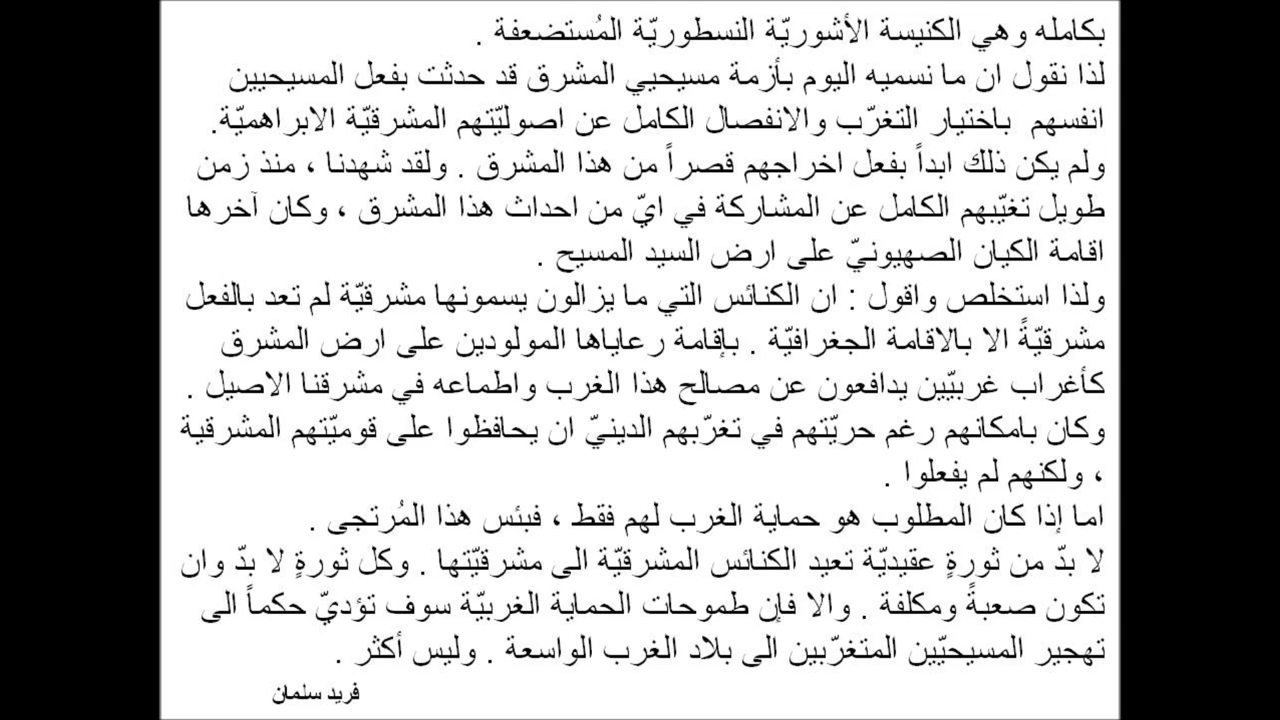 بكامله وهي الكنيسة الأشوريّة النسطوريّة المُستضعفة .
لذا نقول ان ما نسميه اليوم بأزمة مسيحيي المشرق قد حدثت بفعل المسيحيين
انفسهم باختيار التغرّب والانفصال الكامل عن اصوليّتهم المشرقيّة الابراهميّة.
ولم يكن ذلك ابداً بفعل اخراجهم قصراً من هذا المشرق . ولقد شهدنا ، منذ زمن
طويل تغيّبهم الكامل عن المشاركة في ايّ من احداث هذا المشرق ، وكان آخرها
اقامة الكيان الصهيونيّ على ارض السيد المسيح .
ولذا استخلص واقول : ان الكنائس التي ما يزالون يسمونها مشرقيّة لم تعد بالفعل
مشرقيّةً الا بالاقامة الجغرافيّة . بإقامة رعاياها المولودين على ارض المشرق
كأغراب غربيّين يدافعون عن مصالح هذا الغرب واطماعه في مشرقنا الاصيل .
وكان بامكانهم رغم حريّتهم في تغرّبهم الدينيّ ان يحافظوا على قوميّتهم المشرقية
، ولكنهم لم يفعلوا .
اما إذا كان المطلوب هو حماية الغرب لهم فقط ، فبئس هذا المُرتجى .
لا بدّ من ثورةٍ عقيديّة تعيد الكنائس المشرقيّة الى مشرقيّتها . وكل ثورةٍ لا بدّ وان
تكون صعبةً ومكلفة . والا فإن طموحات الحماية الغربيّة سوف تؤديّ حكماً الى
تهجير المسيحيّين المتغرّبين الى بلاد الغرب الواسعة . وليس أكثر .
فريد سلمان